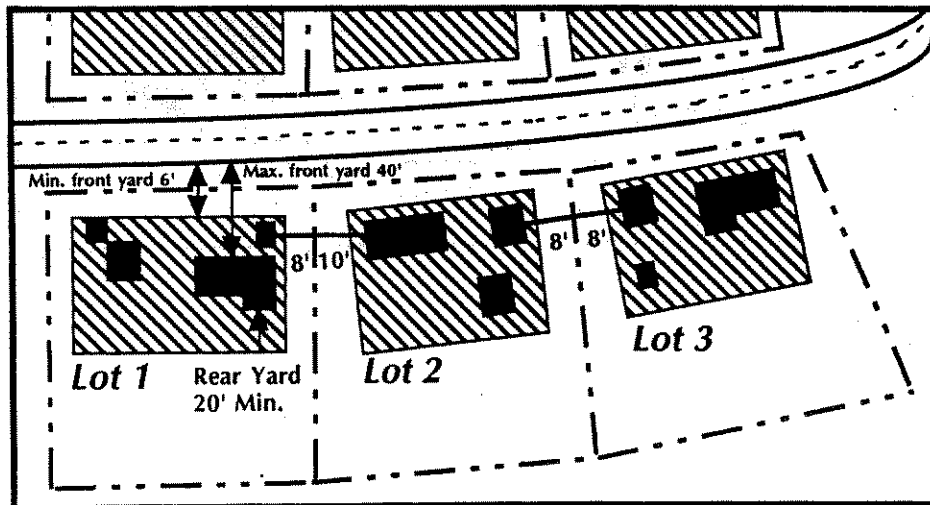 Min. front yard 6'
Max. front yard 40'
8' 10'
8' 8'
Lot 1
Lot 2
Lot 3
Rear Yard
20' Min.